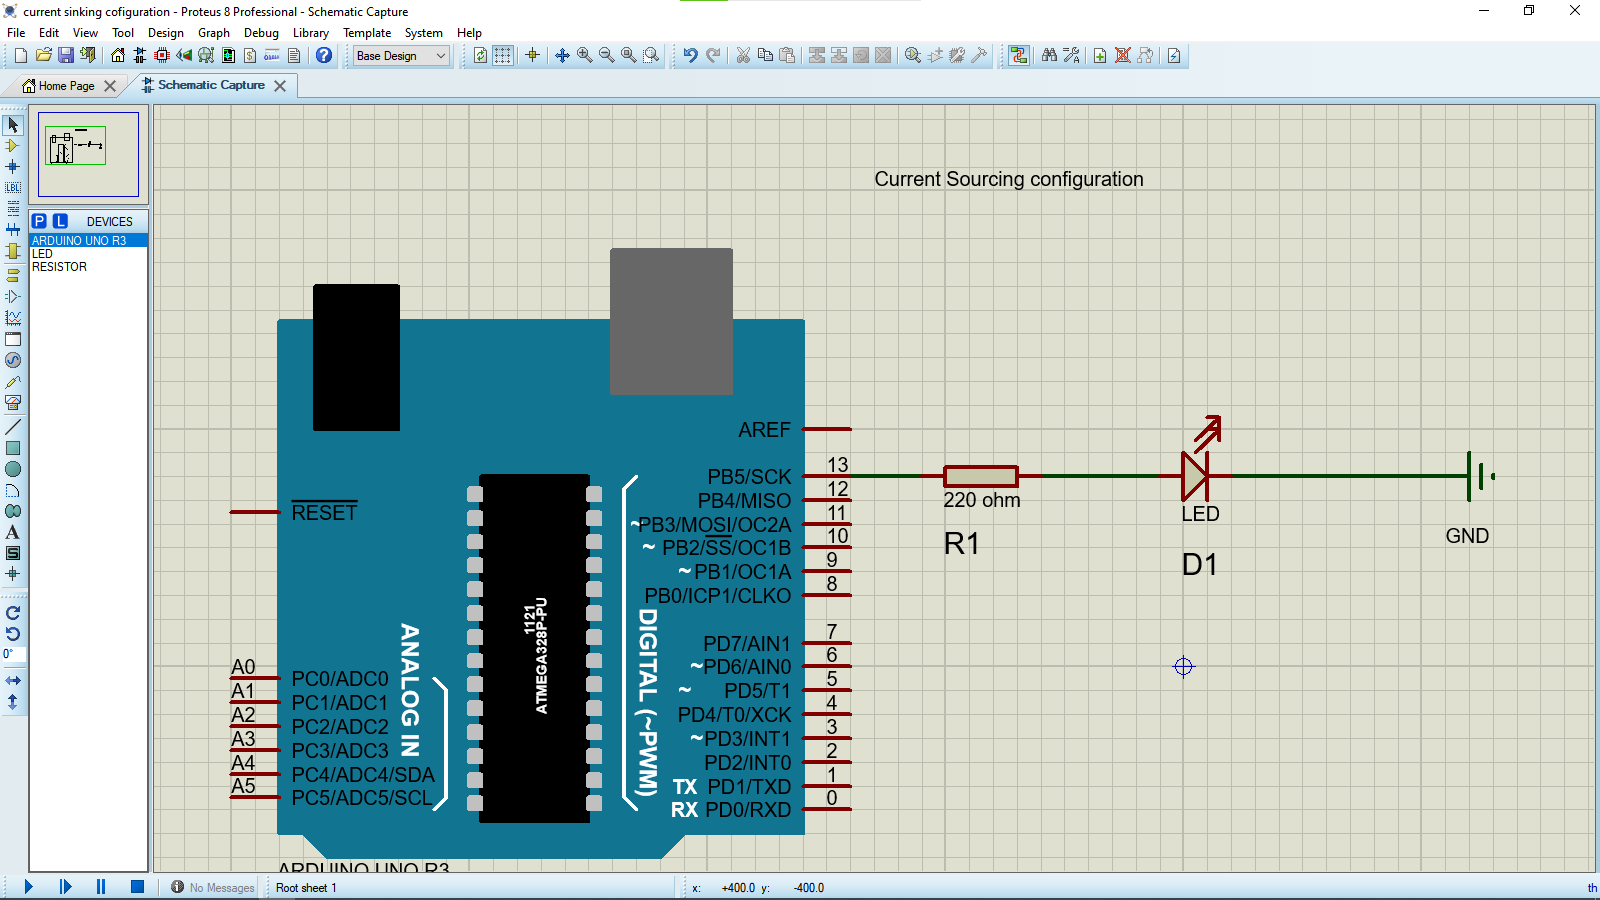 current sinking cofiguration - Proteus 8 Professional - Schematic Capture
File Edit View Tool Design Graph Debug Library Template System Help
Base Design
Home Page
Schematic Capture
P L DEVICES
ARDUINO UNO R3
LED
RESISTOR
LBL
A
S
0°
Current Sourcing configuration
AREF
PB5/SCK 13
PB4/MISO 12
~PB3/MOSI/OC2A 11
~ PB2/SS/OC1B 10
~ PB1/OC1A 9
PB0/ICP1/CLKO 8
PD7/AIN1 7
~PD6/AIN0 6
~ PD5/T1 5
PD4/T0/XCK 4
~PD3/INT1 3
PD2/INT0 2
TX PD1/TXD 1
RX PD0/RXD 0
RESET
A0 PC0/ADC0
A1 PC1/ADC1
A2 PC2/ADC2
A3 PC3/ADC3
A4 PC4/ADC4/SDA
A5 PC5/ADC5/SCL
ANALOG IN
1121
ATMEGA328P-PU
DIGITAL (~PWM)
220 ohm
R1
LED
D1
GND
ARDUINO UNO R3
No Messages
Root sheet 1
x: +400.0 y: -400.0
th